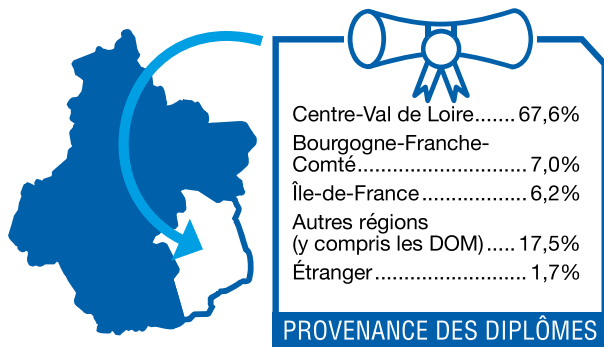 Centre-Val de Loire....... 67,6%
Bourgogne-Franche-
Comté............................. 7,0%
Île-de-France.................. 6,2%
Autres régions
(y compris les DOM)..... 17,5%
Étranger.......................... 1,7%
PROVENANCE DES DIPLÔMES